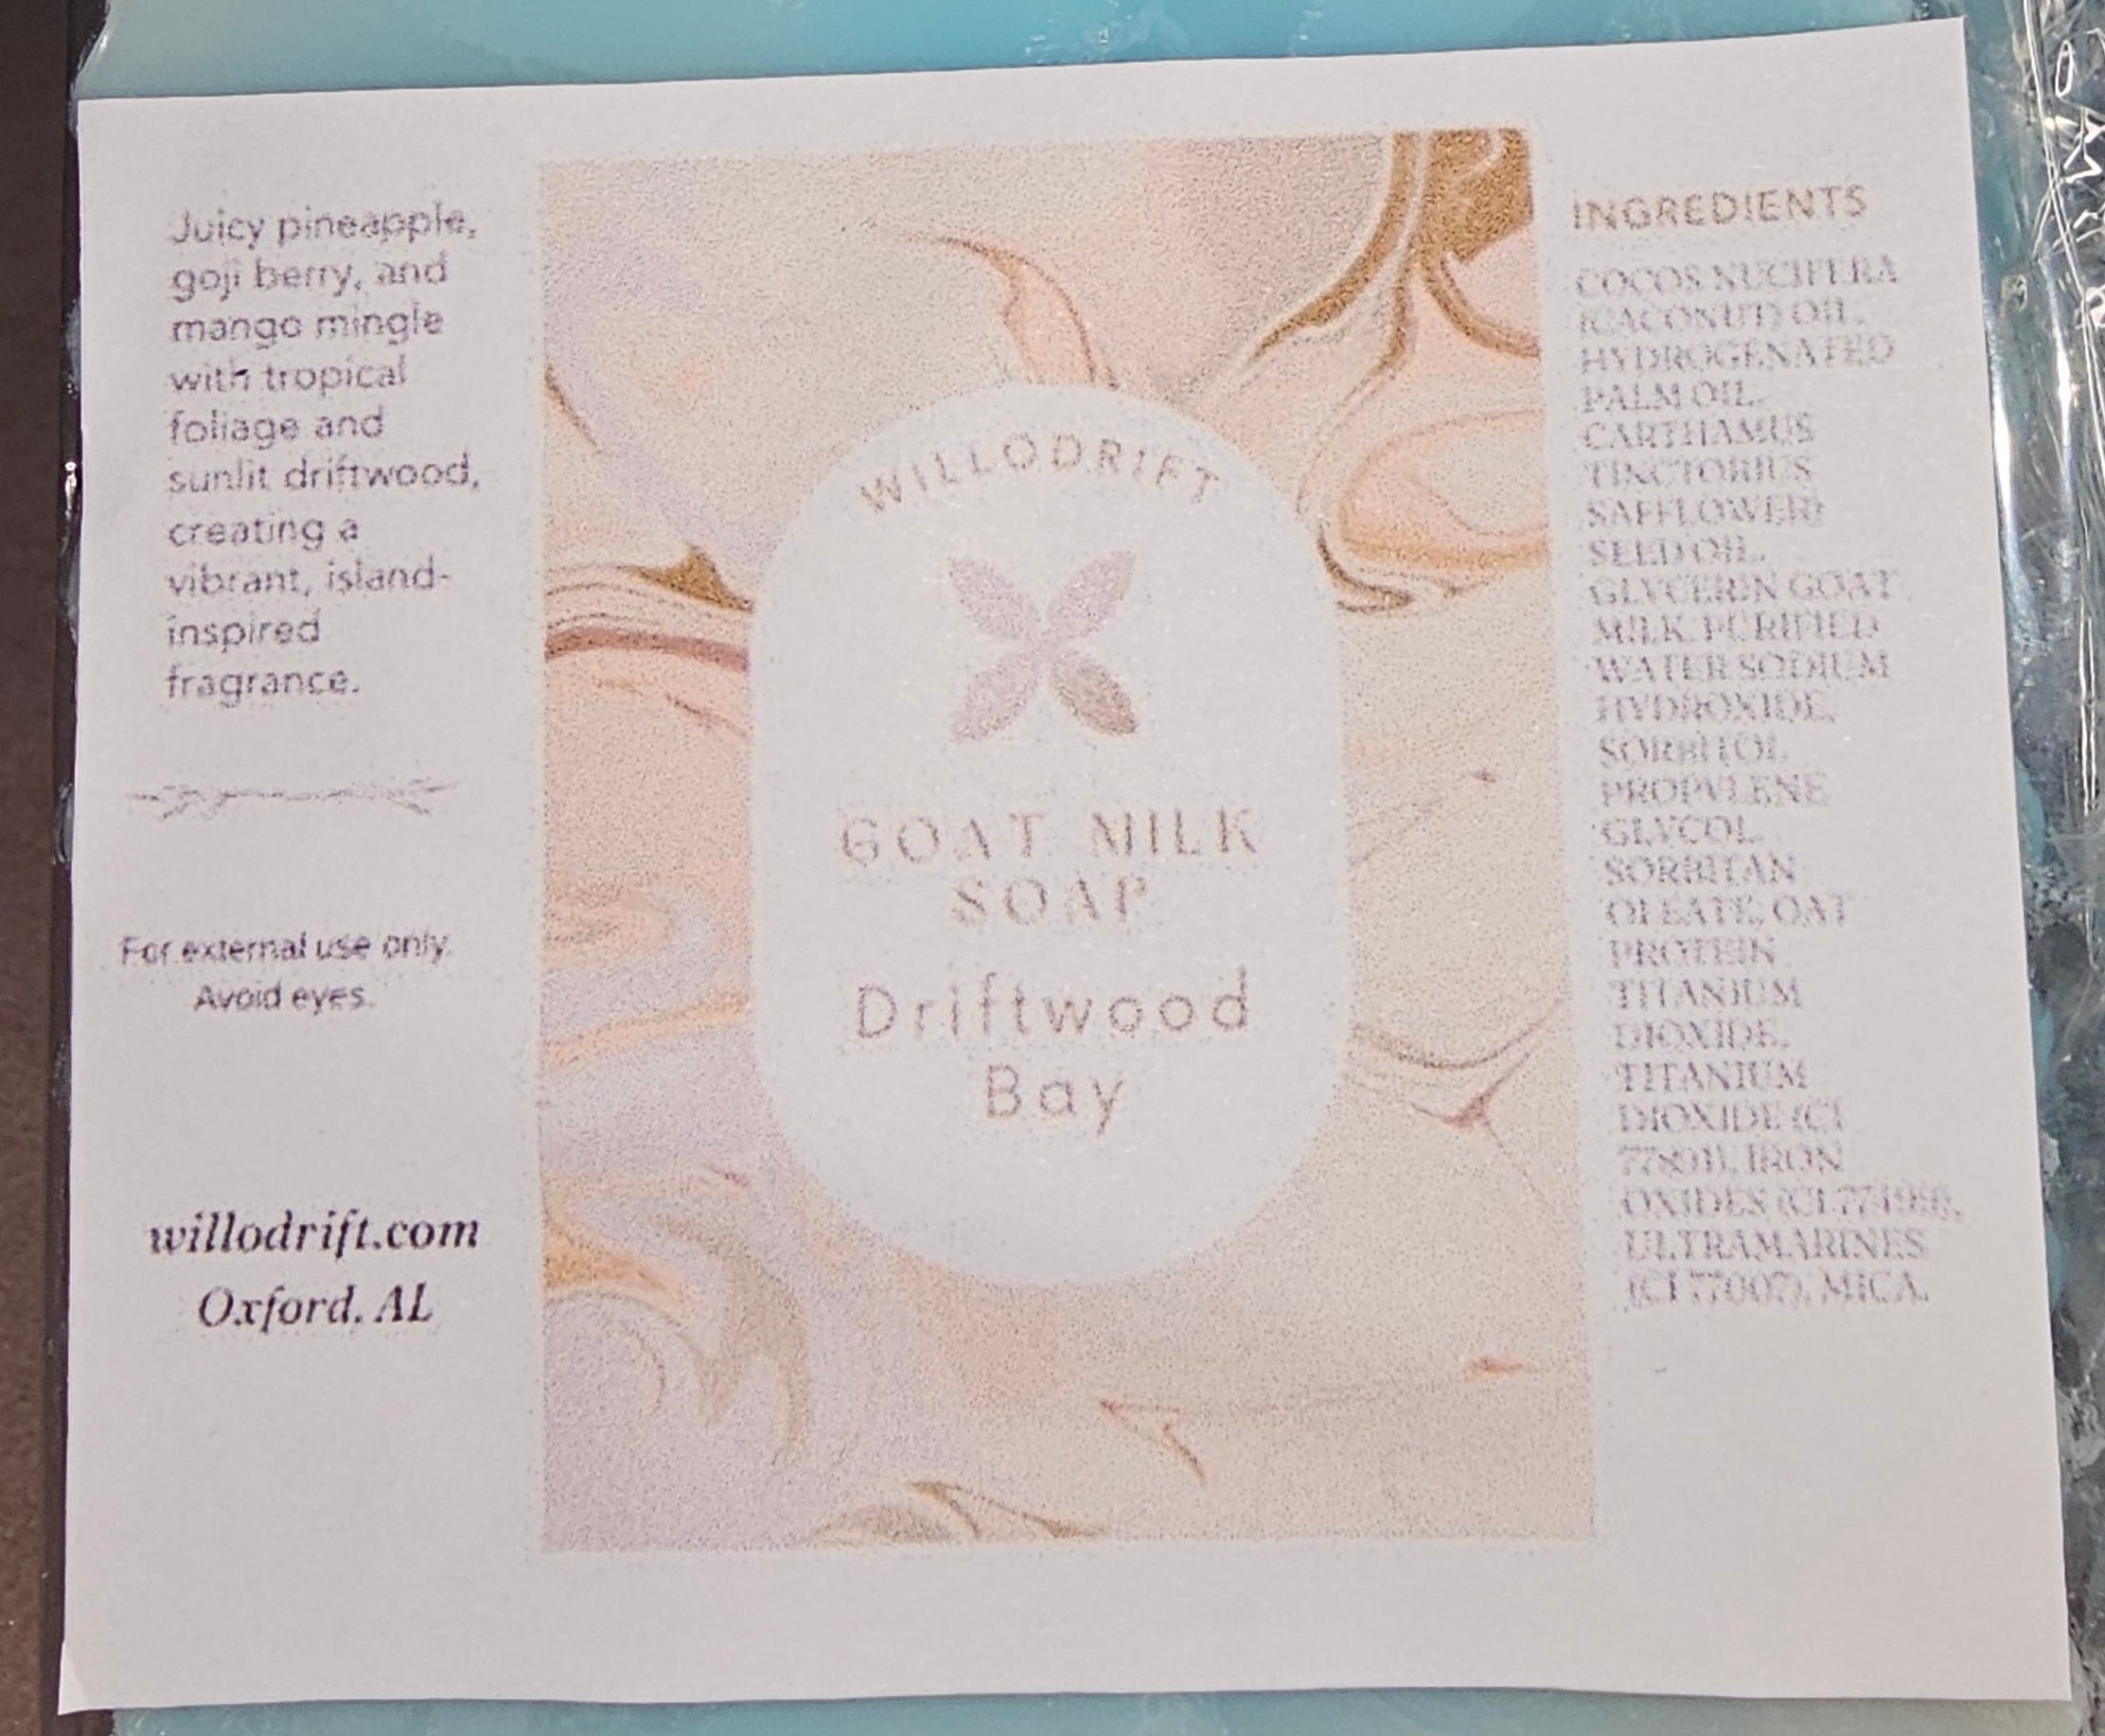 Juicy pineapple,
goji berry, and
mango mingle
with tropical
foliage and
sunlit driftwood,
creating a
vibrant, island-
inspired
fragrance.
For external use only.
Avoid eyes.
willodrift.com
Oxford, AL
WILLODRIFT
GOAT MILK
SOAP
Driftwood
Bay
INGREDIENTS
COCOS NUCIFERA
(CACONUT) OIL,
HYDROGENATED
PALM OIL,
CARTHAMUS
TINCTORIUS
SAFFLOWER)
SEED OIL,
GLYCERIN GOAT
MILK, PURIFIED
WATER SODIUM
HYDROXIDE,
SORBITOL
PROPYLENE
GLYCOL
SORBITAN
OLEATE, OAT
PROTEIN
TITANIUM
DIOXIDE,
TITANIUM
DIOXIDE (CI
77891), IRON
OXIDES (CI 77499),
ULTRAMARINES
(CI 77007), MICA.